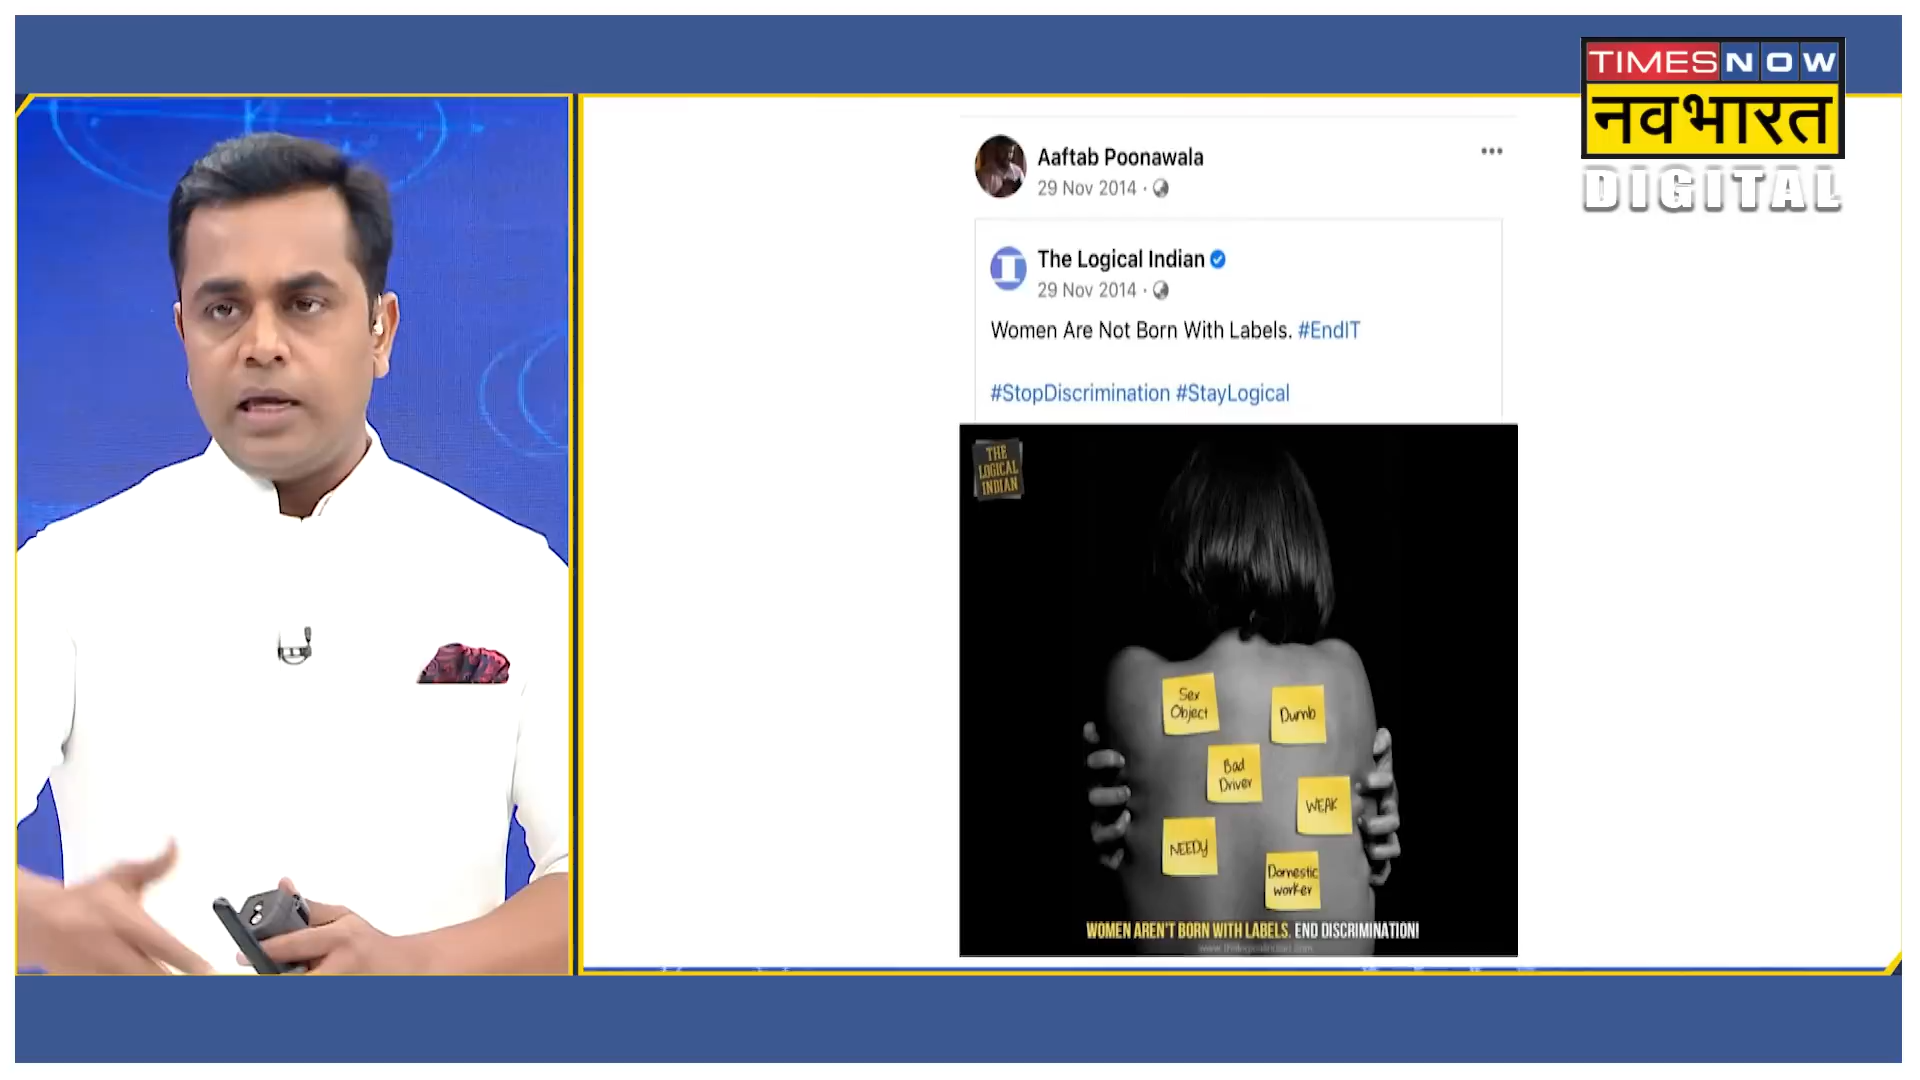 TIMES NOW
नवभारत
DIGITAL
Aaftab Poonawala
29 Nov 2014 ·
The Logical Indian
29 Nov 2014 ·
Women Are Not Born With Labels. #EndIT
#StopDiscrimination #StayLogical
THE
LOGICAL
INDIAN
Sex
Object
Dumb
Bad
Driver
WEAK
NEEDY
Domestic
worker
WOMEN AREN'T BORN WITH LABELS. END DISCRIMINATION!